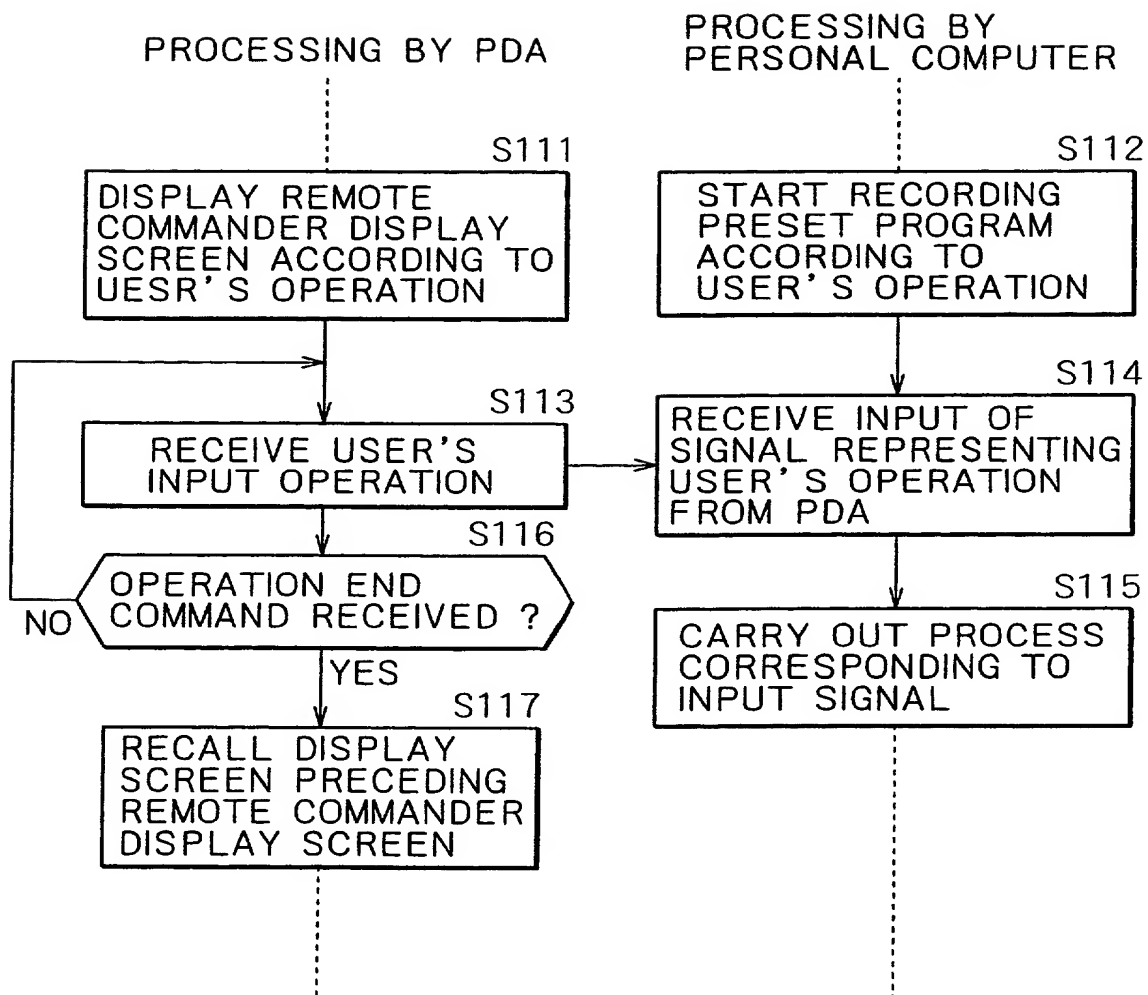 PROCESSING BY PDA
S111
DISPLAY REMOTE
COMMANDER DISPLAY
SCREEN ACCORDING TO
UESR'S OPERATION
S113
RECEIVE USER'S
INPUT OPERATION
S116
OPERATION END
COMMAND RECEIVED ?
NO
YES
S117
RECALL DISPLAY
SCREEN PRECEDING
REMOTE COMMANDER
DISPLAY SCREEN
PROCESSING BY
PERSONAL COMPUTER
S112
START RECORDING
PRESET PROGRAM
ACCORDING TO
USER'S OPERATION
S114
RECEIVE INPUT OF
SIGNAL REPRESENTING
USER'S OPERATION
FROM PDA
S115
CARRY OUT PROCESS
CORRESPONDING TO
INPUT SIGNAL